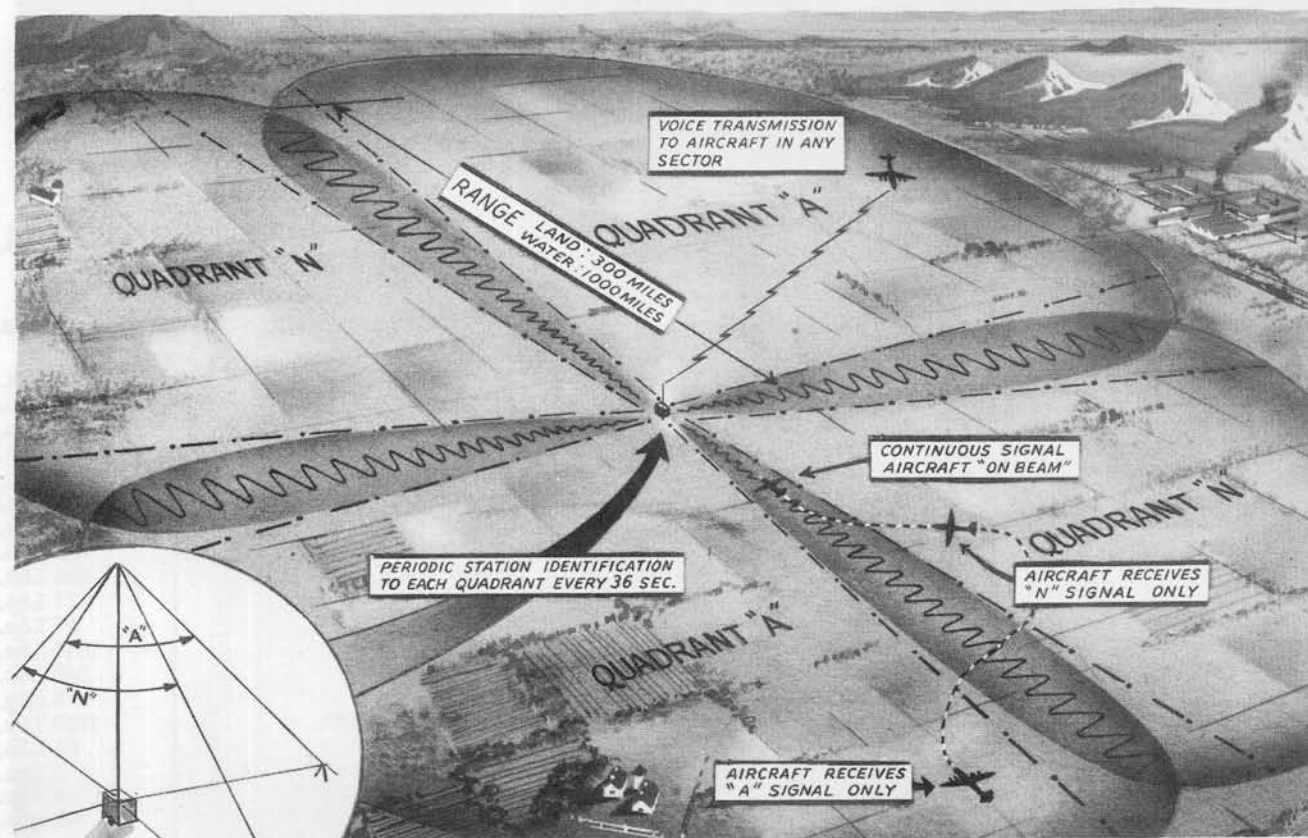 VOICE TRANSMISSION
TO AIRCRAFT IN ANY
SECTOR
RANGE LAND: 300 MILES
WATER: 1000 MILES
QUADRANT "A"
QUADRANT "N"
CONTINUOUS SIGNAL
AIRCRAFT "ON BEAM"
QUADRANT "N"
PERIODIC STATION IDENTIFICATION
TO EACH QUADRANT EVERY 36 SEC.
AIRCRAFT RECEIVES
"N" SIGNAL ONLY
QUADRANT "A"
"A"
"N"
AIRCRAFT RECEIVES
"A" SIGNAL ONLY